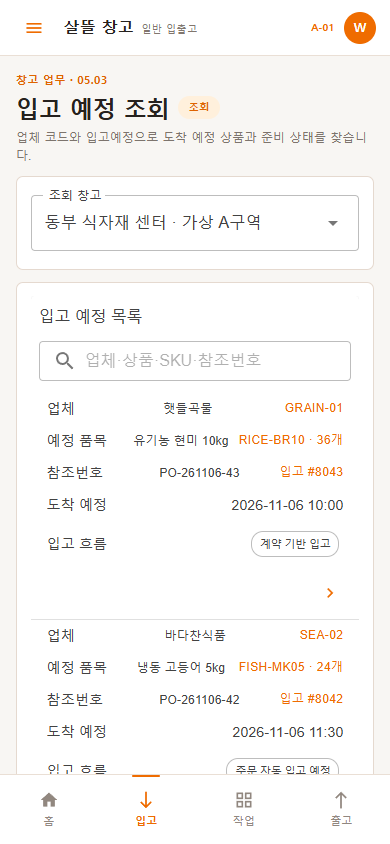 살뜰 창고 일반 입출고 A-01 W
창고 업무 · 05.03
입고 예정 조회 조회
업체 코드와 입고예정으로 도착 예정 상품과 준비 상태를 찾습니
다.
조회 창고
동부 식자재 센터 · 가상 A구역
입고 예정 목록
업체·상품·SKU·참조번호
업체 햇들곡물 GRAIN-01
예정 품목 유기농 현미 10kg RICE-BR10 · 36개
참조번호 PO-261106-43 입고 #8043
도착 예정 2026-11-06 10:00
입고 흐름 계약 기반 입고
업체 바다찬식품 SEA-02
예정 품목 냉동 고등어 5kg FISH-MK05 · 24개
참조번호 PO-261106-42 입고 #8042
도착 예정 2026-11-06 11:30
입고 흐름 주문 자동 입고 예정
홈 입고 작업 출고